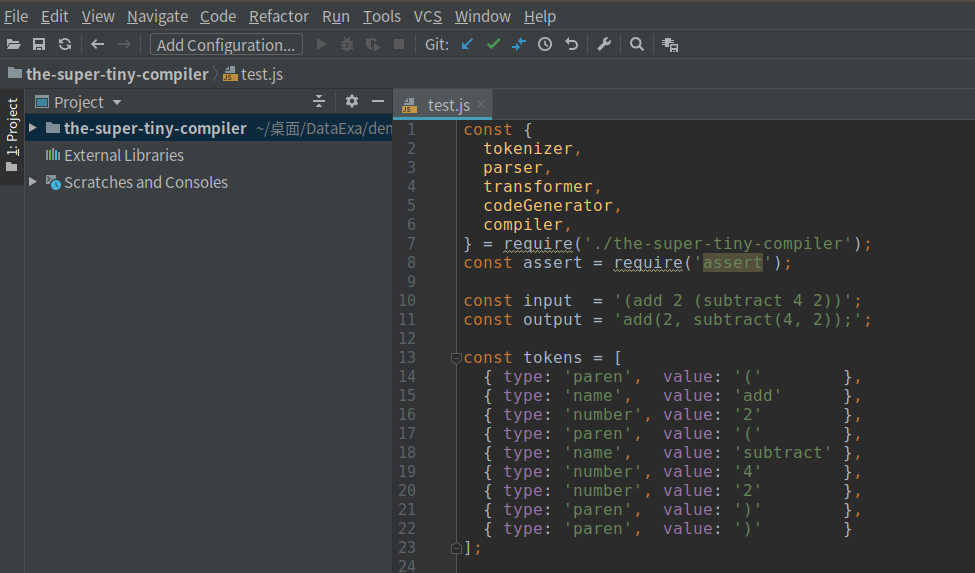 File Edit View Navigate Code Refactor Run Tools VCS Window Help
Add Configuration... Git:
the-super-tiny-compiler test.js
1: Project
Project
the-super-tiny-compiler ~/桌面/DataExa/den
External Libraries
Scratches and Consoles
test.js
1 const {
2   tokenizer,
3   parser,
4   transformer,
5   codeGenerator,
6   compiler,
7 } = require('./the-super-tiny-compiler');
8 const assert = require('assert');
9
10 const input  = '(add 2 (subtract 4 2))';
11 const output = 'add(2, subtract(4, 2));';
12
13 const tokens = [
14   { type: 'paren',  value: '('        },
15   { type: 'name',   value: 'add'      },
16   { type: 'number', value: '2'        },
17   { type: 'paren',  value: '('        },
18   { type: 'name',   value: 'subtract' },
19   { type: 'number', value: '4'        },
20   { type: 'number', value: '2'        },
21   { type: 'paren',  value: ')'        },
22   { type: 'paren',  value: ')'        }
23 ];
24